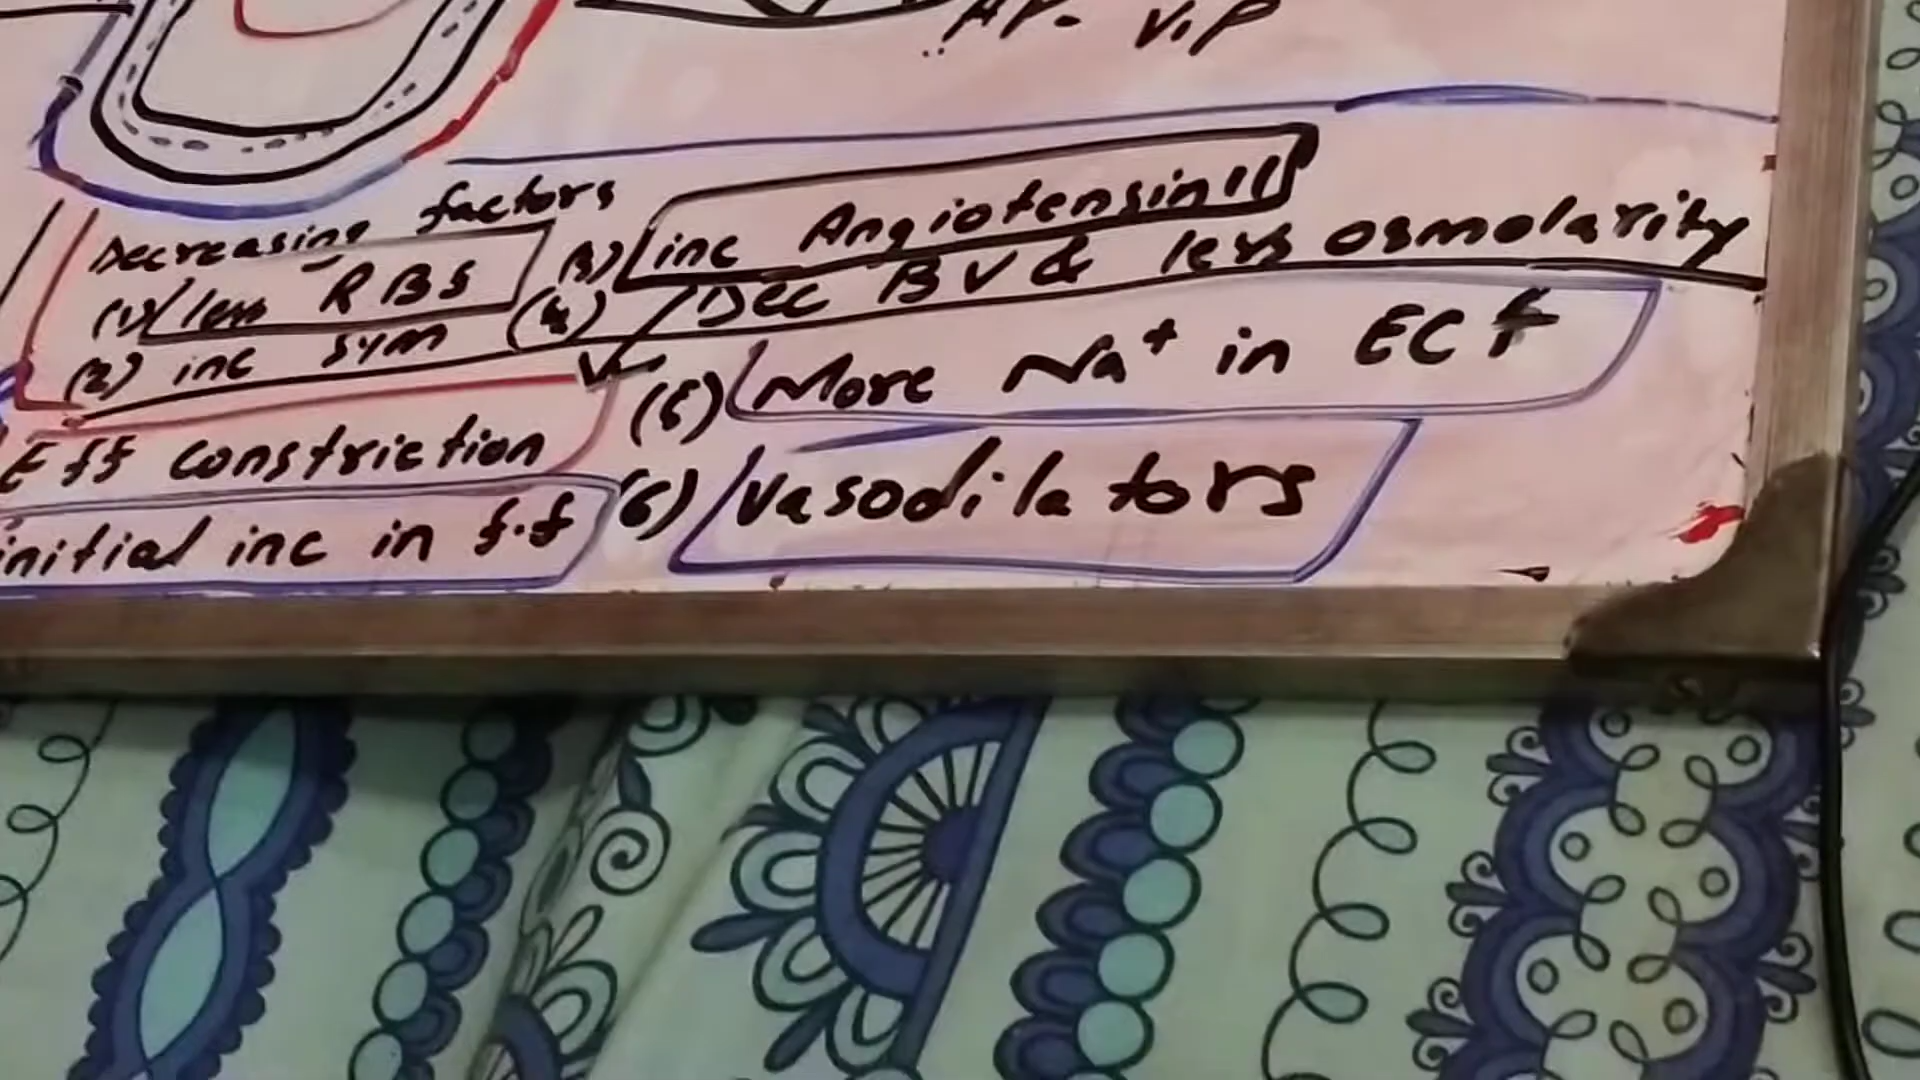 VIP
Decreasing factors
(1) less RBS
(2) inc sym
(3) inc Angiotensin II
(4) Dec BV & less osmolarity
(5) More Na+ in ECF
(6) vasodilators
Eff constriction
initial inc in f.f